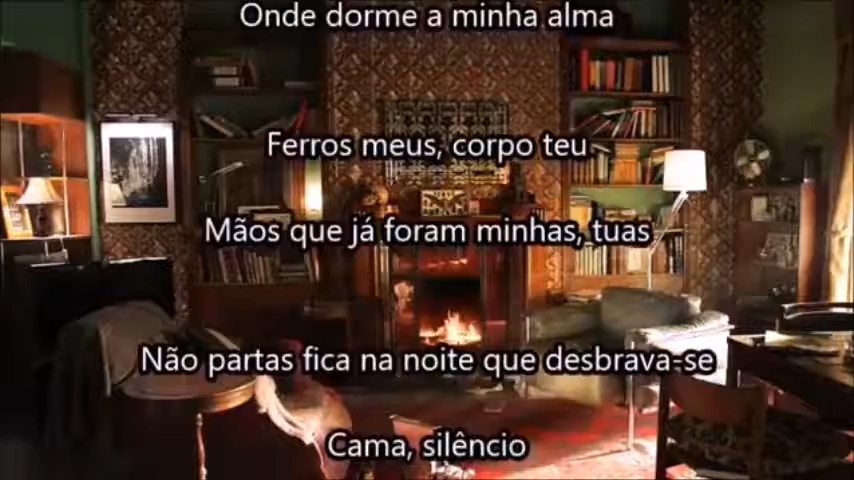 Onde dorme a minha alma
Ferros meus, corpo teu
Mãos que já foram minhas, tuas
Não partas fica na noite que desbrava-se
Cama, silêncio